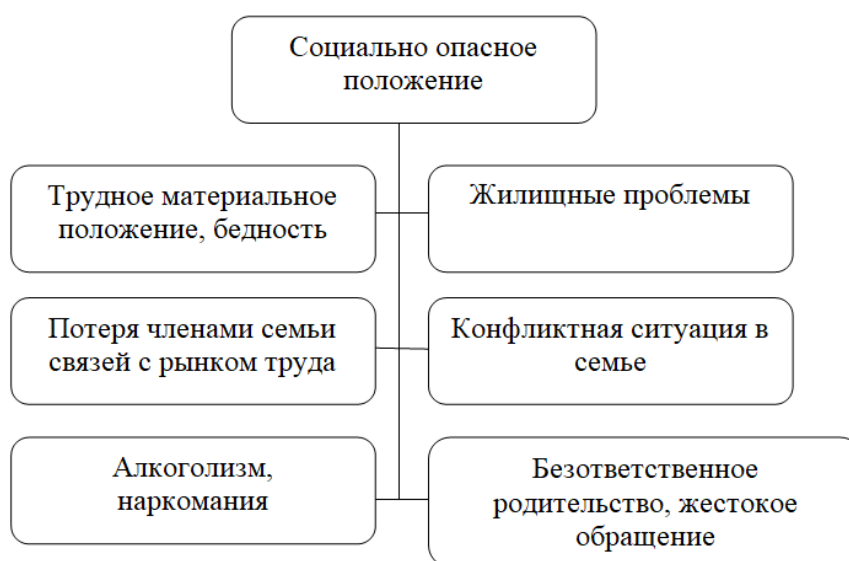 Социально опасное
положение
Трудное материальное
положение, бедность
Жилищные проблемы
Потеря членами семьи
связей с рынком труда
Конфликтная ситуация в
семье
Алкоголизм,
наркомания
Безответственное
родительство, жестокое
обращение